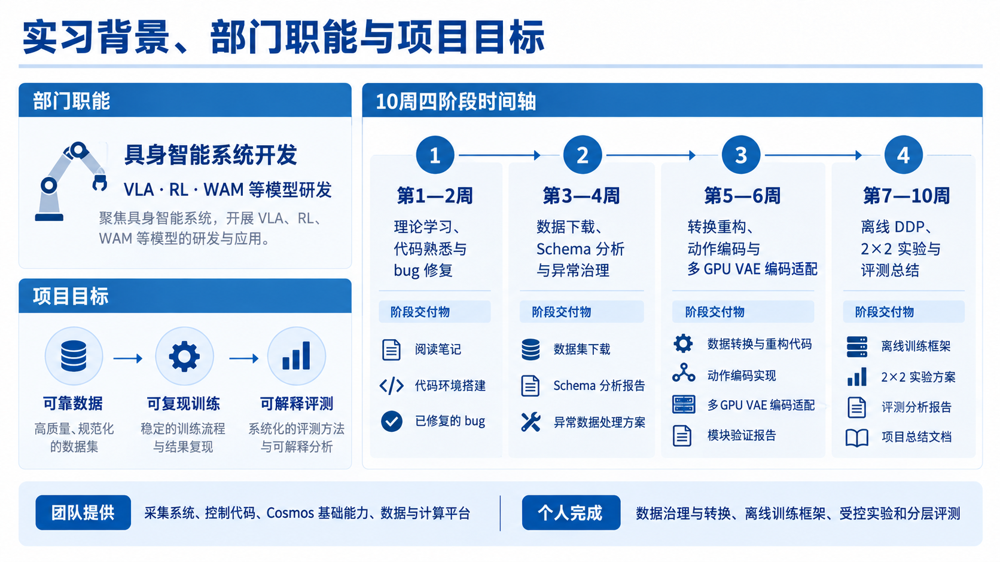 实习背景、部门职能与项目目标
部门职能
具身智能系统开发
VLA · RL · WAM 等模型研发
聚焦具身智能系统，开展 VLA、RL、
WAM 等模型的研发与应用。
项目目标
可靠数据
高质量、规范化
的数据集
可复现训练
稳定的训练流程
与结果复现
可解释评测
系统化的评测方法
与可解释分析
10周四阶段时间轴
1
第1—2周
理论学习、
代码熟悉与
bug 修复
阶段交付物
阅读笔记
代码环境搭建
已修复的 bug
2
第3—4周
数据下载、
Schema 分析
与异常治理
阶段交付物
数据集下载
Schema 分析报告
异常数据处理方案
3
第5—6周
转换重构、
动作编码与
多 GPU VAE 编码适配
阶段交付物
数据转换与重构代码
动作编码实现
多 GPU VAE 编码适配
模块验证报告
4
第7—10周
离线 DDP、
2×2 实验与
评测总结
阶段交付物
离线训练框架
2×2 实验方案
评测分析报告
项目总结文档
团队提供
采集系统、控制代码、Cosmos 基础能力、数据与计算平台
个人完成
数据治理与转换、离线训练框架、受控实验和分层评测